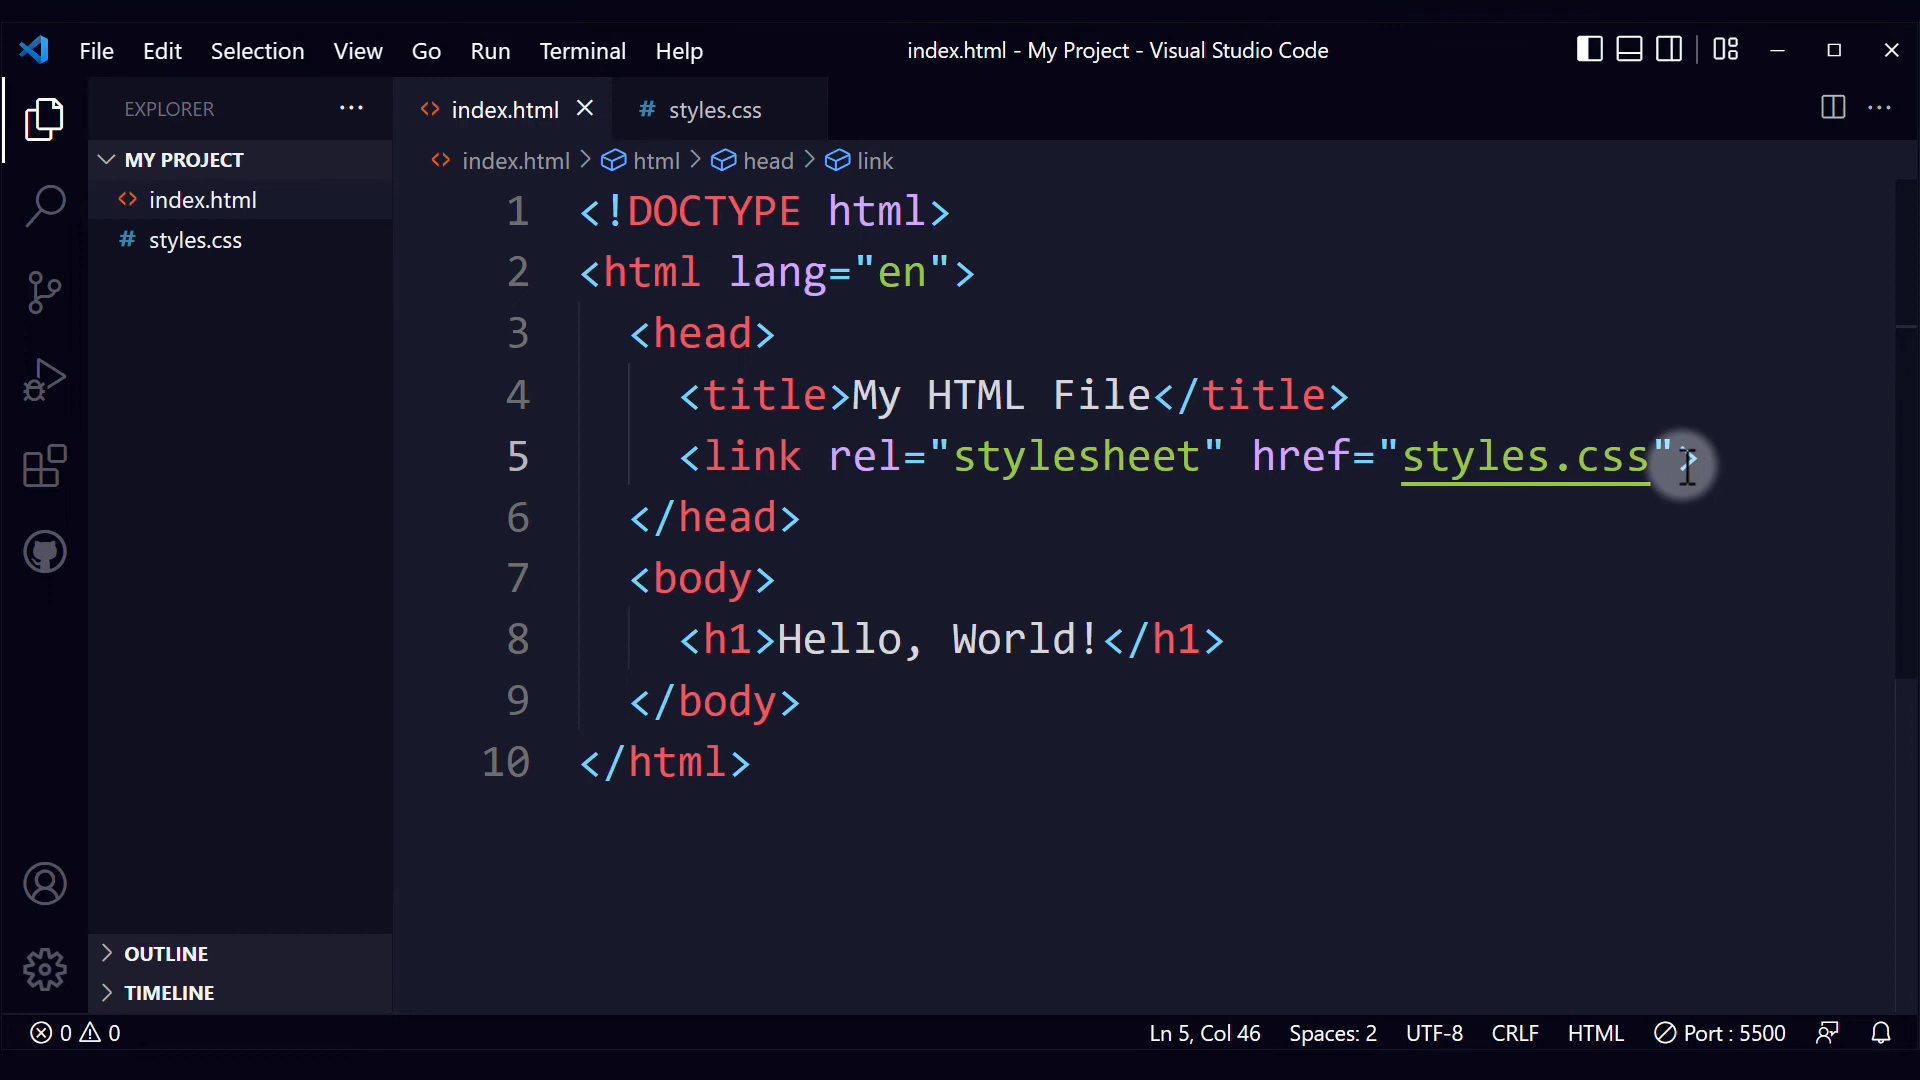 File Edit Selection View Go Run Terminal Help index.html - My Project - Visual Studio Code
EXPLORER
MY PROJECT
index.html
styles.css
OUTLINE
TIMELINE
index.html styles.css
index.html html head link
1 <!DOCTYPE html>
2 <html lang="en">
3 <head>
4 <title>My HTML File</title>
5 <link rel="stylesheet" href="styles.css">
6 </head>
7 <body>
8 <h1>Hello, World!</h1>
9 </body>
10 </html>
0 0 Ln 5, Col 46 Spaces: 2 UTF-8 CRLF HTML Port : 5500